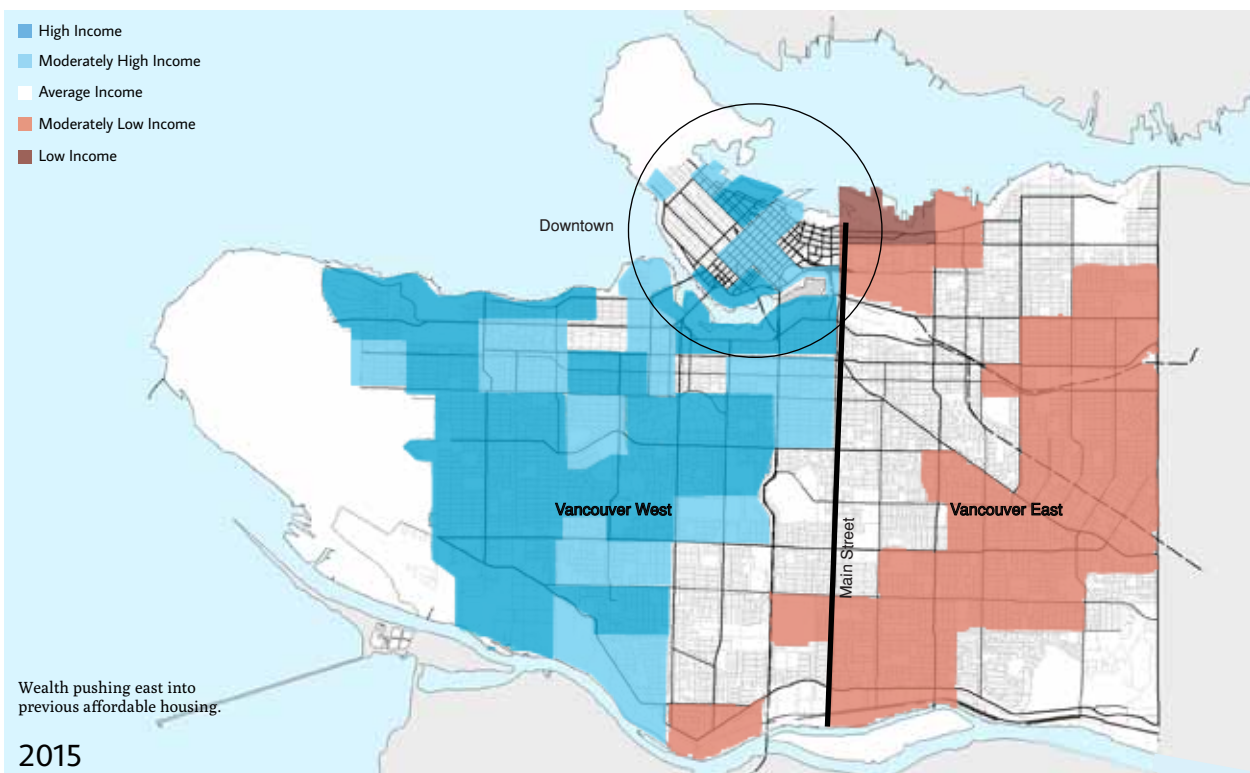 High Income
Moderately High Income
Average Income
Moderately Low Income
Low Income
Downtown
Vancouver West
Vancouver East
Main Street
Wealth pushing east into
previous affordable housing.
2015